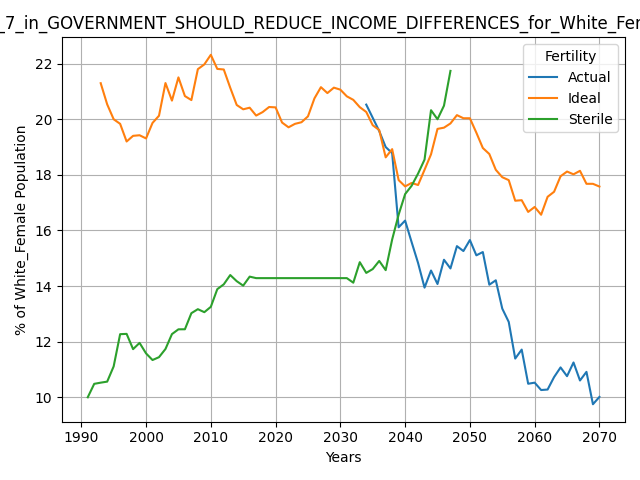 _7_in_GOVERNMENT_SHOULD_REDUCE_INCOME_DIFFERENCES_for_White_Fer
Fertility
Actual
Ideal
Sterile
% of White_Female Population
22
20
18
16
14
12
10
1990
2000
2010
2020
2030
2040
2050
2060
2070
Years